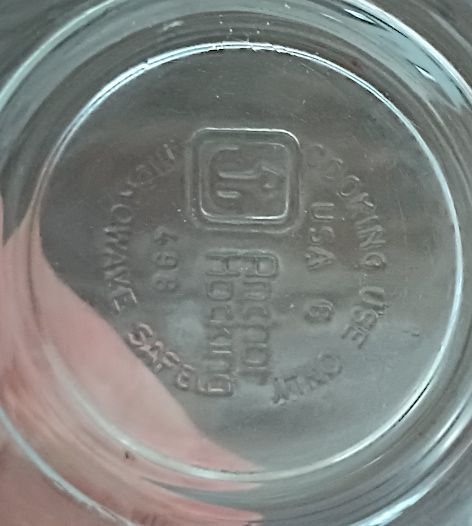 Anchor
Hocking
MICROWAVE SAFE
COOKING USE ONLY
USA 6
498